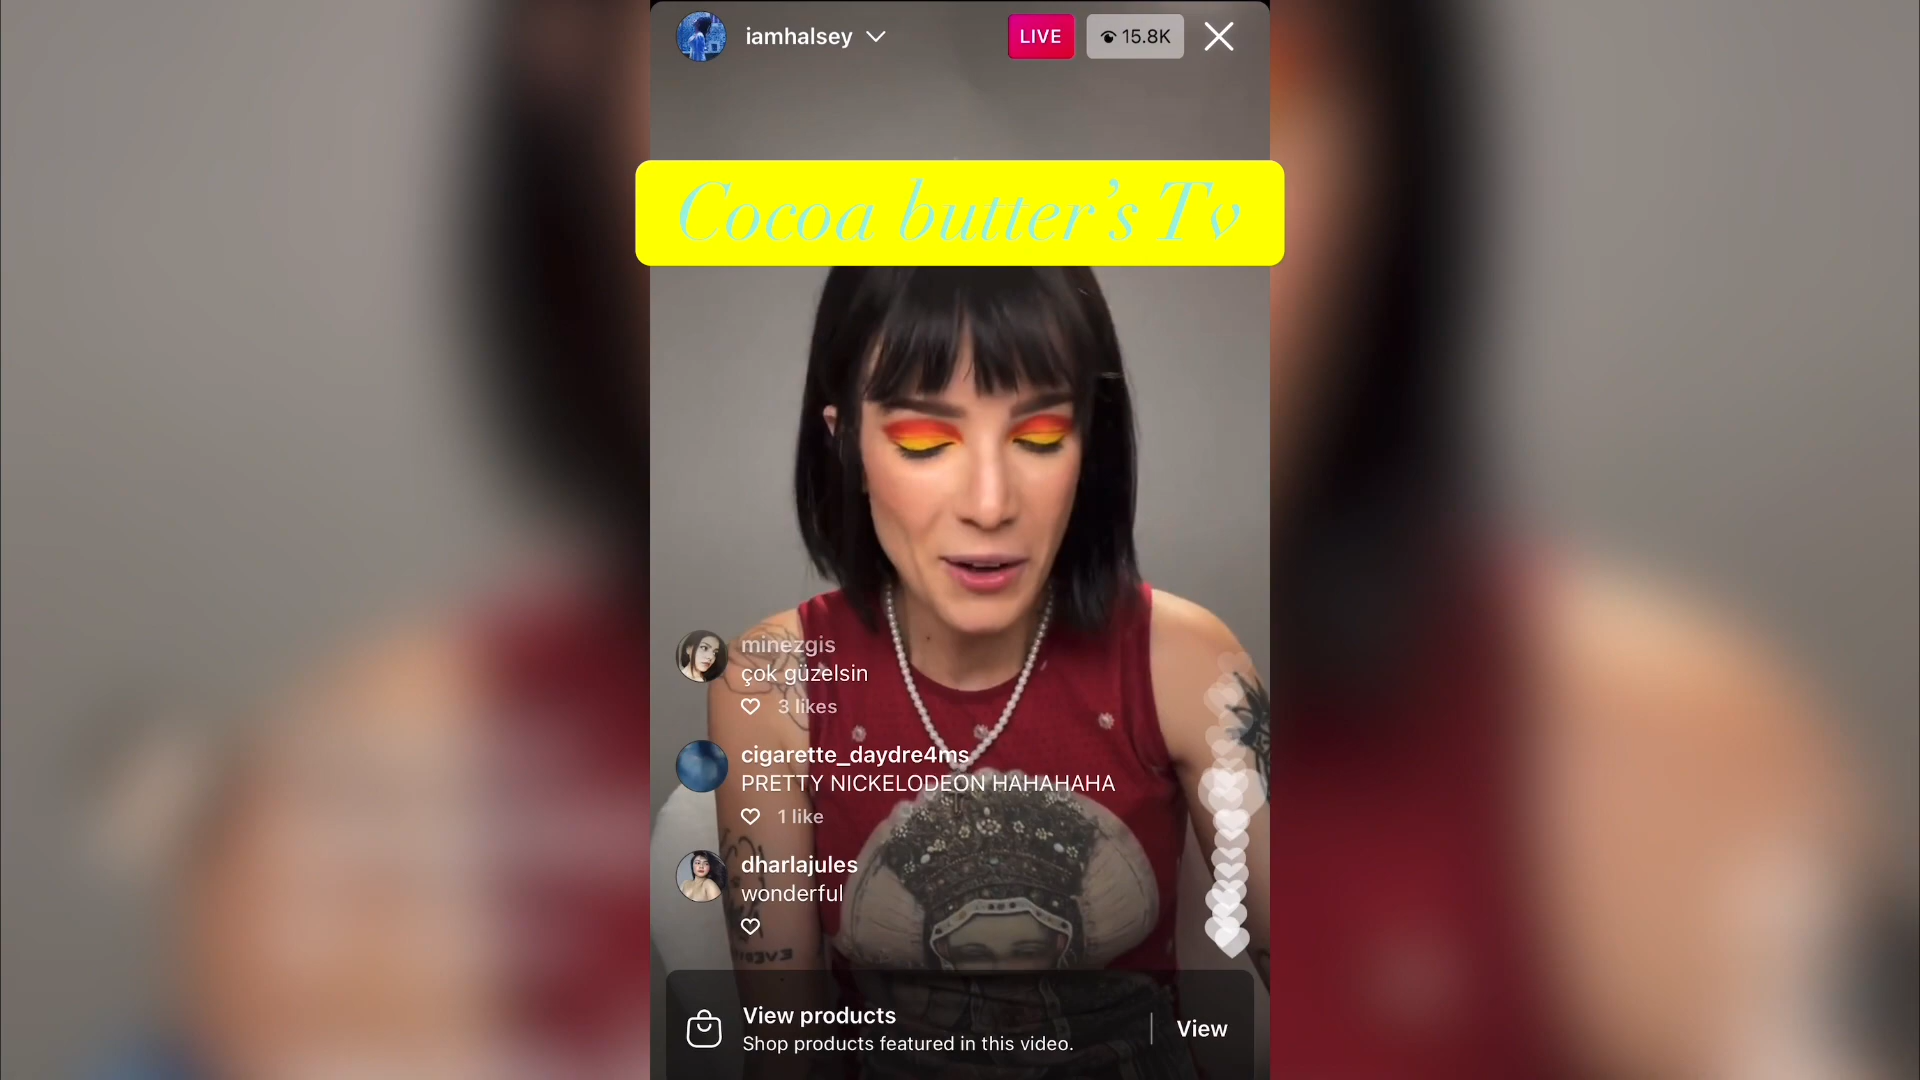 iamhalsey
LIVE
15.8K
Cocoa butter's Tv
minezgis
çok güzelsin
3 likes
cigarette_daydre4ms
PRETTY NICKELODEON HAHAHAHA
1 like
dharlajules
wonderful
View products
Shop products featured in this video.
View